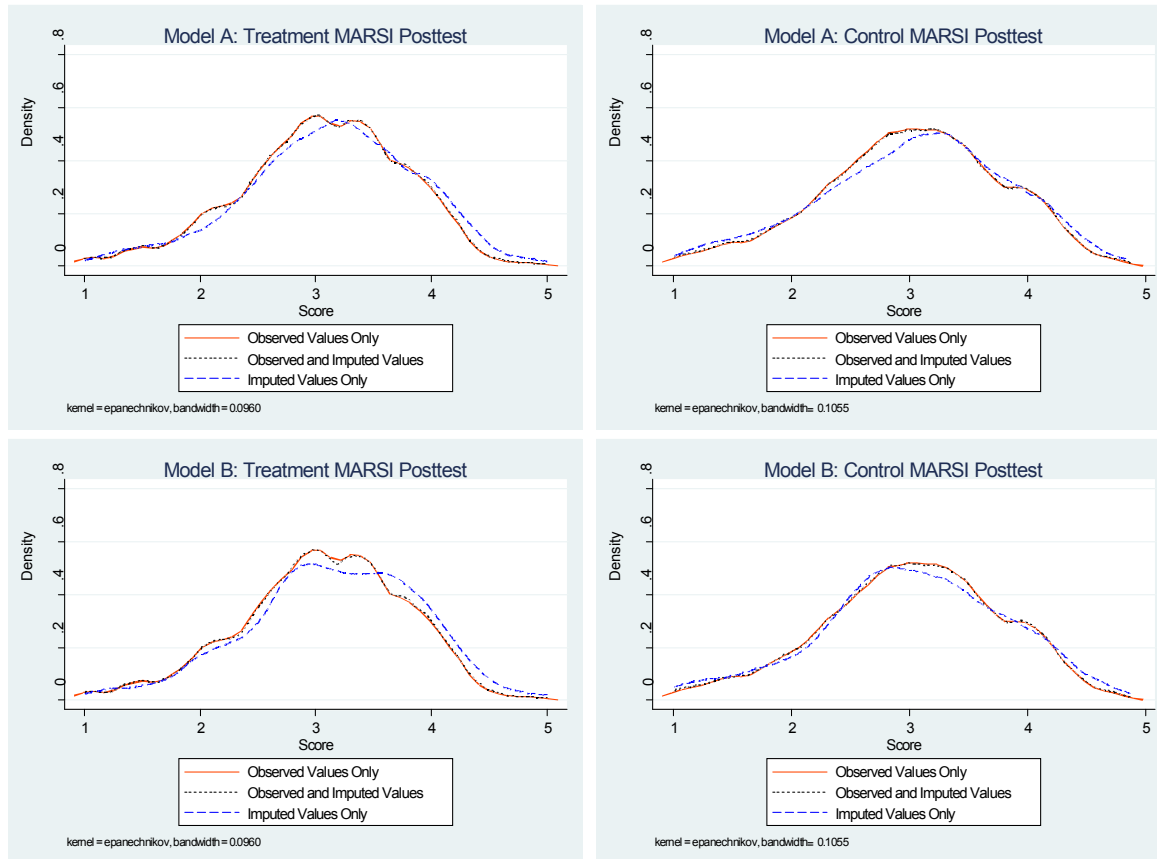 Model A: Treatment MARSI Posttest
Density
.8
.6
.4
.2
0
1 2 3 4 5
Score
Observed Values Only
Observed and Imputed Values
Imputed Values Only
kernel = epanechnikov, bandwidth = 0.0960
Model A: Control MARSI Posttest
Density
.8
.6
.4
.2
0
1 2 3 4 5
Score
Observed Values Only
Observed and Imputed Values
Imputed Values Only
kernel = epanechnikov, bandwidth= 0.1055
Model B: Treatment MARSI Posttest
Density
.8
.6
.4
.2
0
1 2 3 4 5
Score
Observed Values Only
Observed and Imputed Values
Imputed Values Only
kernel = epanechnikov, bandwidth = 0.0960
Model B: Control MARSI Posttest
Density
.8
.6
.4
.2
0
1 2 3 4 5
Score
Observed Values Only
Observed and Imputed Values
Imputed Values Only
kernel = epanechnikov, bandwidth= 0.1055